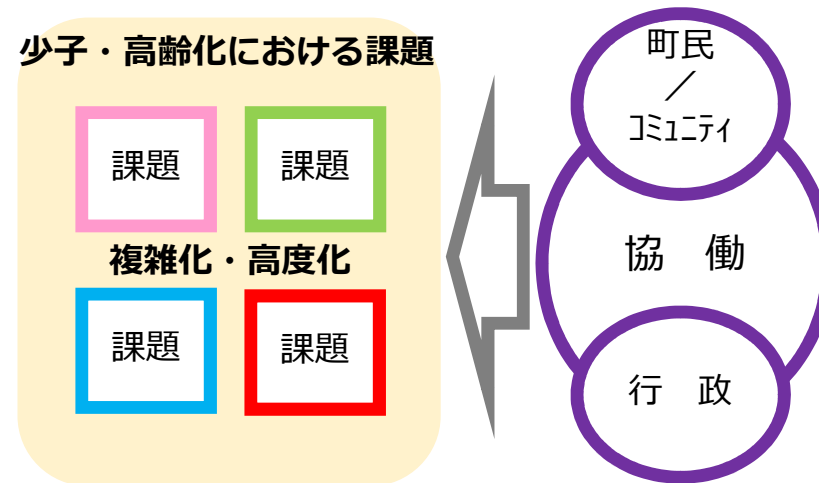 少子・高齢化における課題
課題
課題
複雑化・高度化
課題
課題
町民
／
ｺﾐｭﾆﾃｨ
協　働
行　政